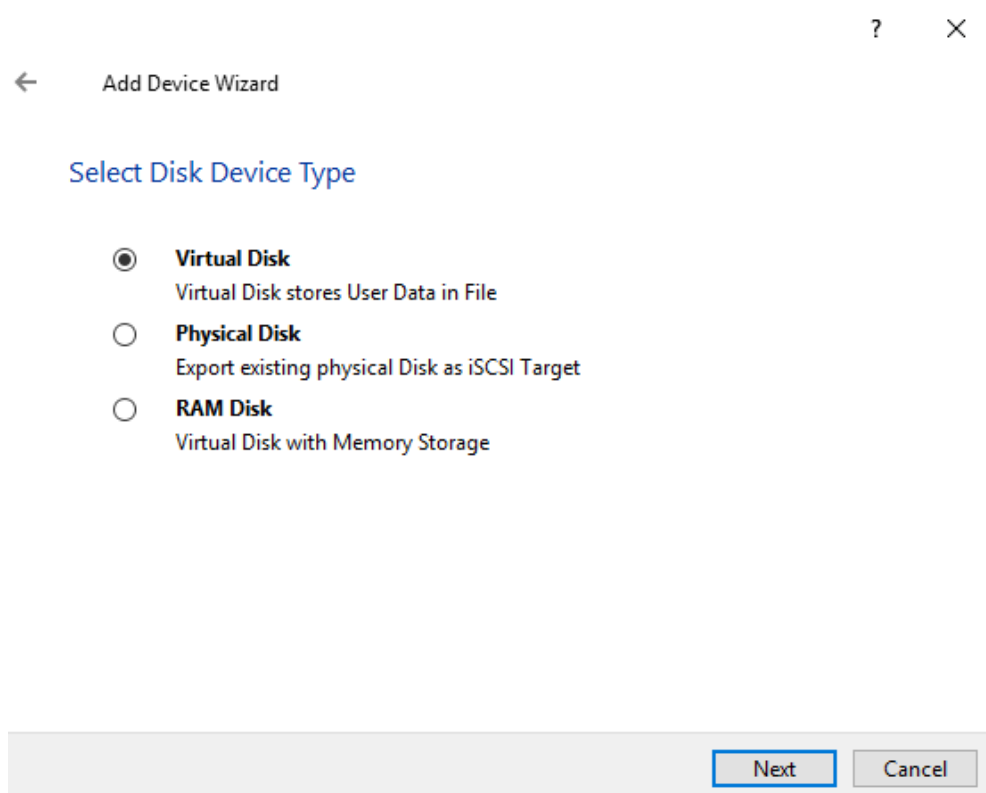 ?
Add Device Wizard
Select Disk Device Type
Virtual Disk
Virtual Disk stores User Data in File
Physical Disk
Export existing physical Disk as iSCSI Target
RAM Disk
Virtual Disk with Memory Storage
Next Cancel